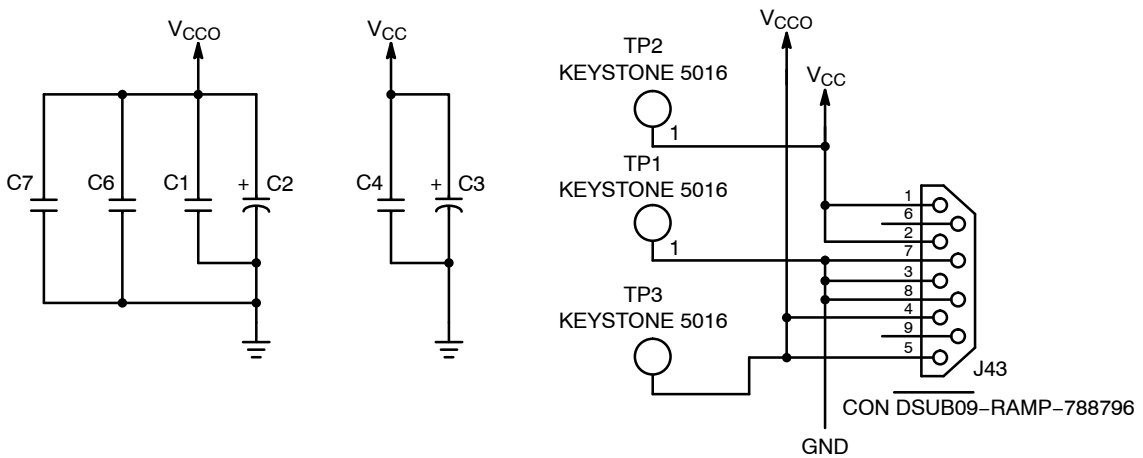 VCCO
C7
C6
C1
+ C2
VCC
C4
+ C3
VCCO
VCC
TP2
KEYSTONE 5016
1
TP1
KEYSTONE 5016
1
TP3
KEYSTONE 5016
1
6
2
7
3
8
4
9
5
J43
CON DSUB09−RAMP−788796
GND